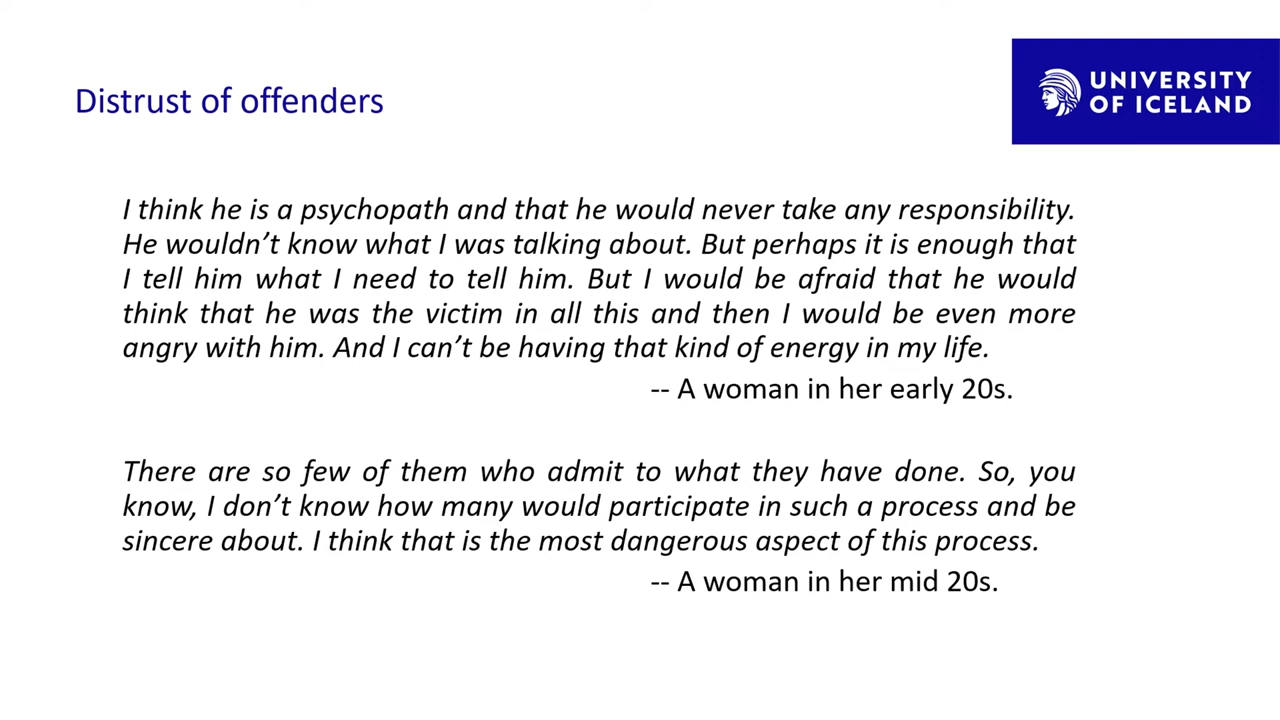 UNIVERSITY
OF ICELAND
Distrust of offenders
I think he is a psychopath and that he would never take any responsibility.
He wouldn’t know what I was talking about. But perhaps it is enough that
I tell him what I need to tell him. But I would be afraid that he would
think that he was the victim in all this and then I would be even more
angry with him. And I can’t be having that kind of energy in my life.
-- A woman in her early 20s.
There are so few of them who admit to what they have done. So, you
know, I don’t know how many would participate in such a process and be
sincere about. I think that is the most dangerous aspect of this process.
-- A woman in her mid 20s.